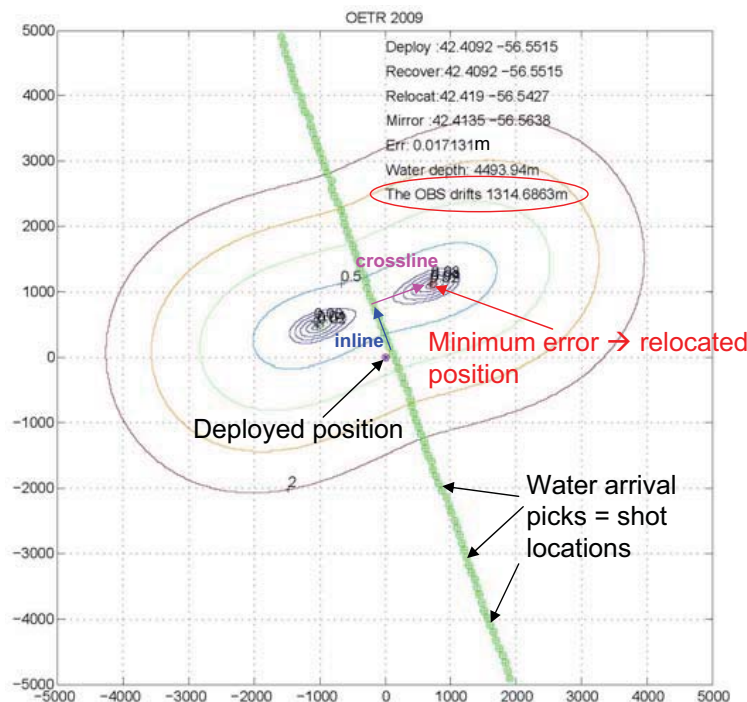 OETR 2009
Deploy :42.4092 −56.5515
Recover:42.4092 −56.5515
Relocat:42.419 −56.5427
Mirror :42.4135 −56.5638
Err: 0.017131m
Water depth: 4493.94m
The OBS drifts 1314.6863m
5000
4000
3000
2000
1000
0
−1000
−2000
−3000
−4000
−5000
crossline
0.5
inline
Minimum error → relocated
position
Deployed position
2
Water arrival
picks = shot
locations
−5000
−4000
−3000
−2000
−1000
0
1000
2000
3000
4000
5000